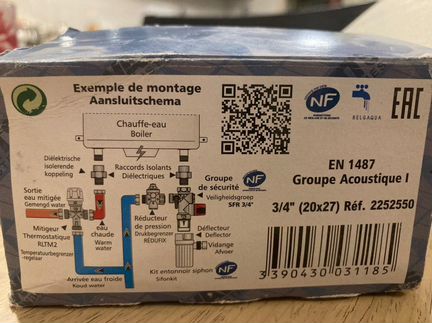 Exemple de montage
Aansluitschema
Chauffe-eau
Boiler
Diëlektrische
isolerende
koppeling
Raccords Isolants
Diélectriques
Sortie
eau mitigée
Gemengd water
Mitigeur
Thermostatique
RLTM2
Temperatuurbegrenzer
-regelaar
eau
chaude
Warm
water
Réducteur
de pression
drukbegrenzer
REDUFIX
Groupe
de sécurité
Veiligheidsgroep
SFR 3/4"
Déflecteur
Deflector
Vidange
Afvoer
Arrivée eau froide
Koud water
Kit entonnoir siphon
Sifonkit
NF
NF
NF
BELGAQUA
EAC
EN 1487
Groupe Acoustique I
3/4" (20x27) Réf. 2252550
3 390430 031185